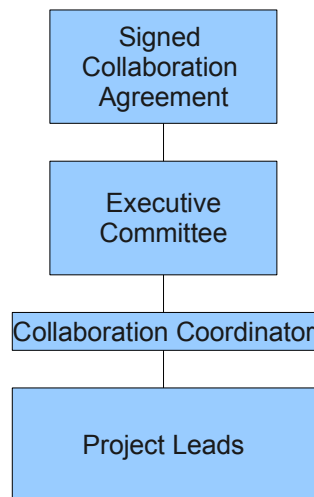 Signed
Collaboration
Agreement
Executive
Committee
Collaboration Coordinator
Project Leads